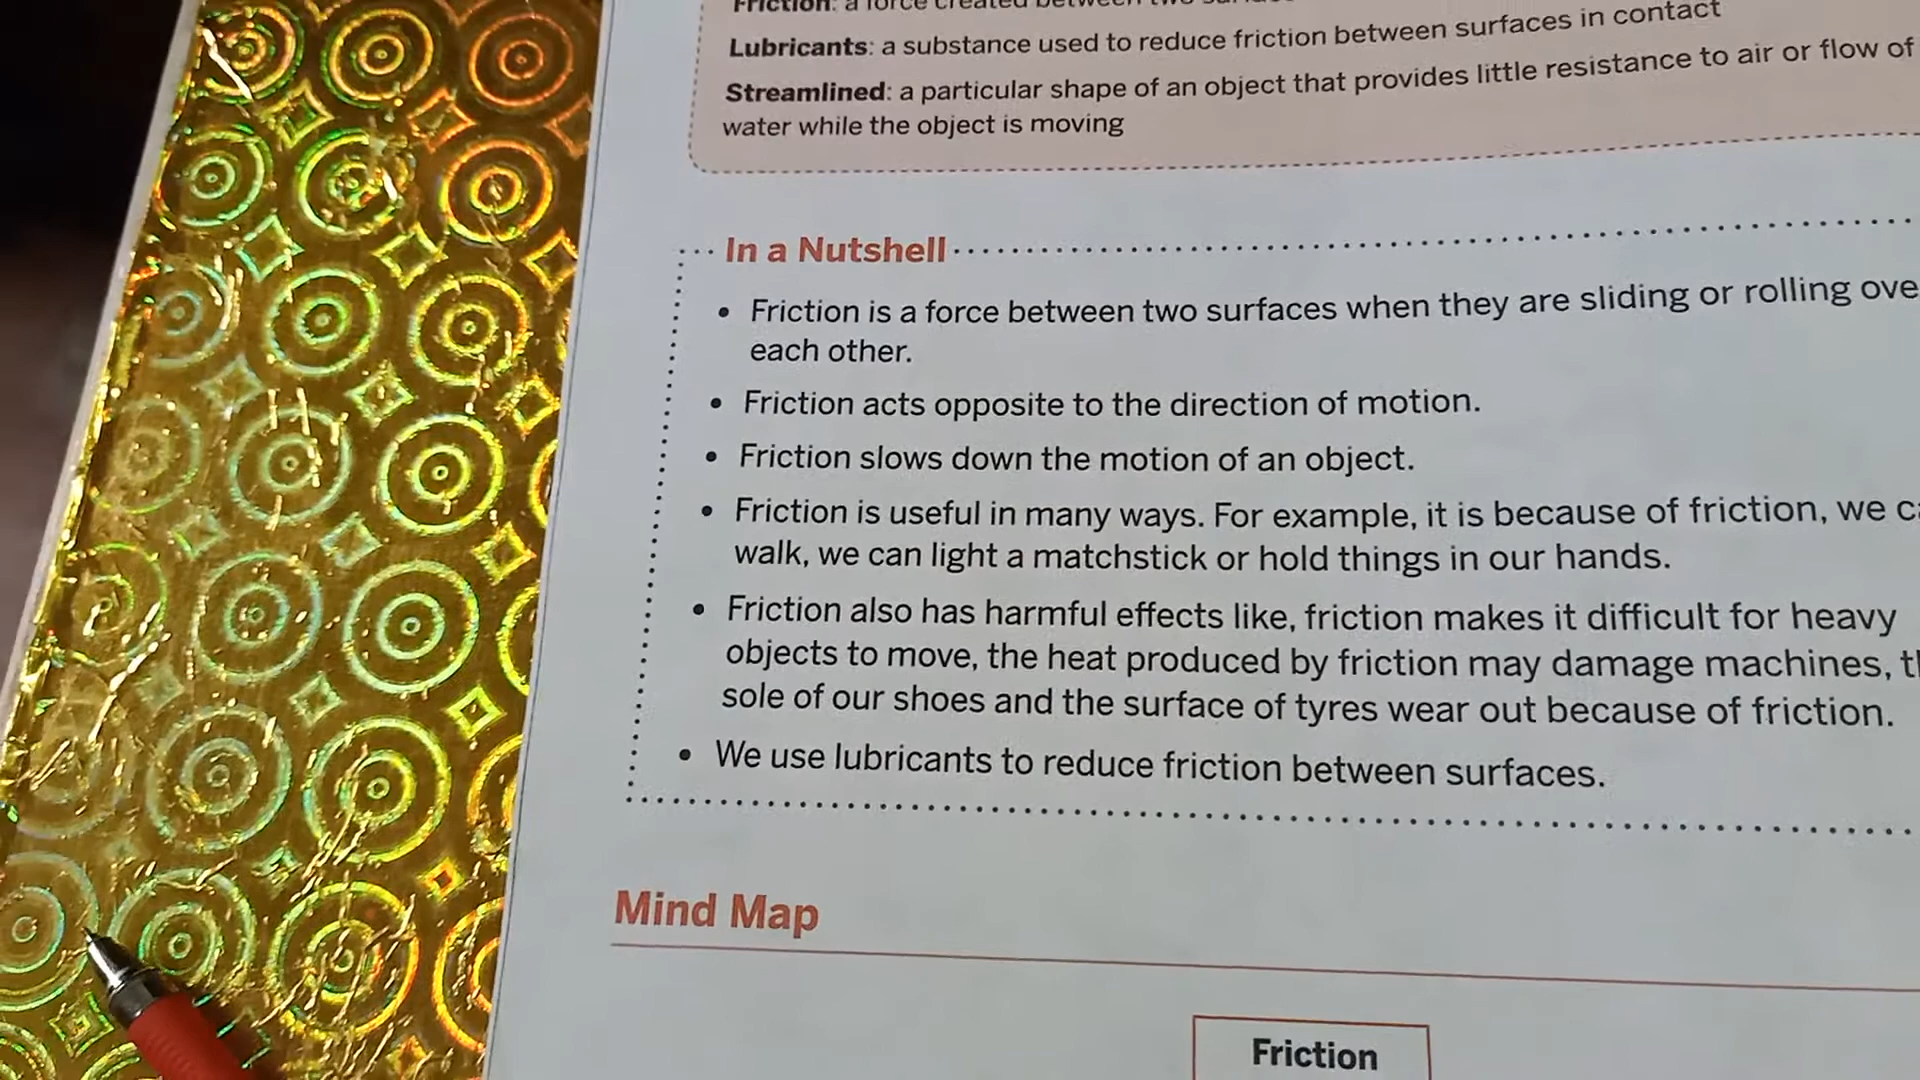 Friction: a force created between two
Lubricants: a substance used to reduce friction between surfaces in contact
Streamlined: a particular shape of an object that provides little resistance to air or flow of
water while the object is moving
In a Nutshell
• Friction is a force between two surfaces when they are sliding or rolling
each other.
• Friction acts opposite to the direction of motion.
• Friction slows down the motion of an object.
• Friction is useful in many ways. For example, it is because of friction, we
walk, we can light a matchstick or hold things in our hands.
• Friction also has harmful effects like, friction makes it difficult for heavy
objects to move, the heat produced by friction may damage machines,
sole of our shoes and the surface of tyres wear out because of friction.
• We use lubricants to reduce friction between surfaces.
Mind Map
Friction